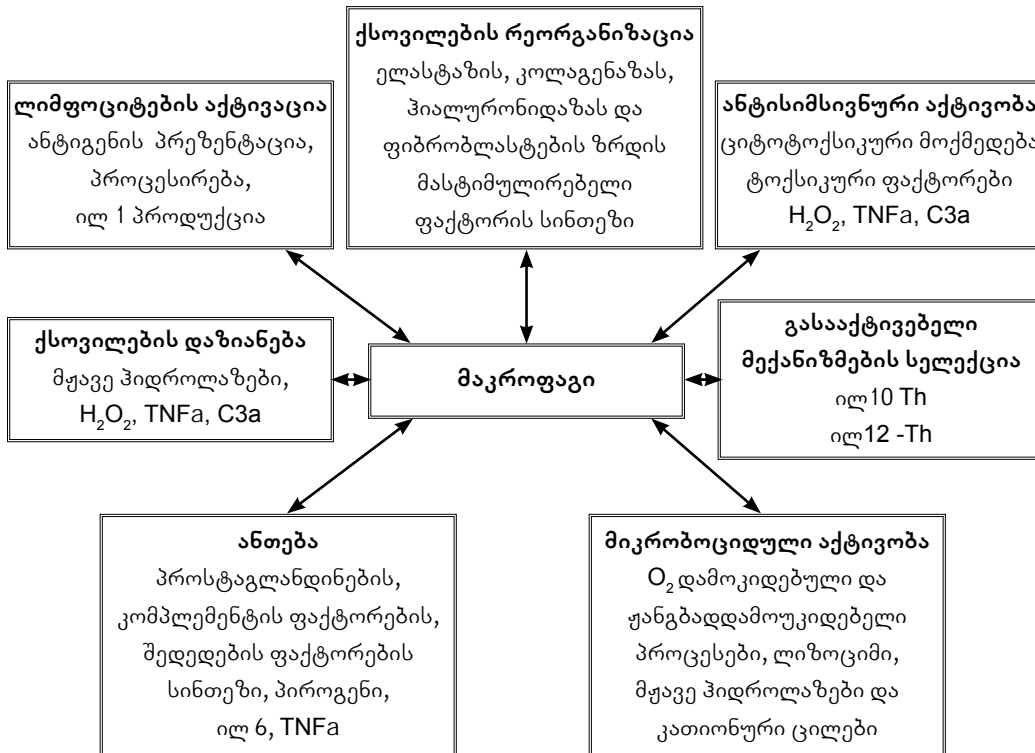 ქსოვილების რეორგანიზაცია
ელასტაზის, კოლაგენაზას,
ჰიალურონიდაზას და
ფიბრობლასტების ზრდის
მასტიმულირებელი
ფაქტორის სინთეზი
ლიმფოციტების აქტივაცია
ანტიგენის პრეზენტაცია,
პროცესირება,
ილ 1 პროდუქცია
ანტისიმსივნური აქტივობა
ციტოტოქსიკური მოქმედება
ტოქსიკური ფაქტორები
H₂O₂, TNFa, C3a
ქსოვილების დაზიანება
მჟავე ჰიდროლაზები,
H₂O₂, TNFa, C3a
მაკროფაგი
გასააქტივებელი
მექანიზმების სელექცია
ილ10 Th
ილ12 -Th
ანთება
პროსტაგლანდინების,
კომპლემენტის ფაქტორების,
შედედების ფაქტორების
სინთეზი, პიროგენი,
ილ 6, TNFa
მიკრობოციდული აქტივობა
O₂ დამოკიდებული და
ჟანგბადდამოუკიდებელი
პროცესები, ლიზოციმი,
მჟავე ჰიდროლაზები და
კათიონური ცილები